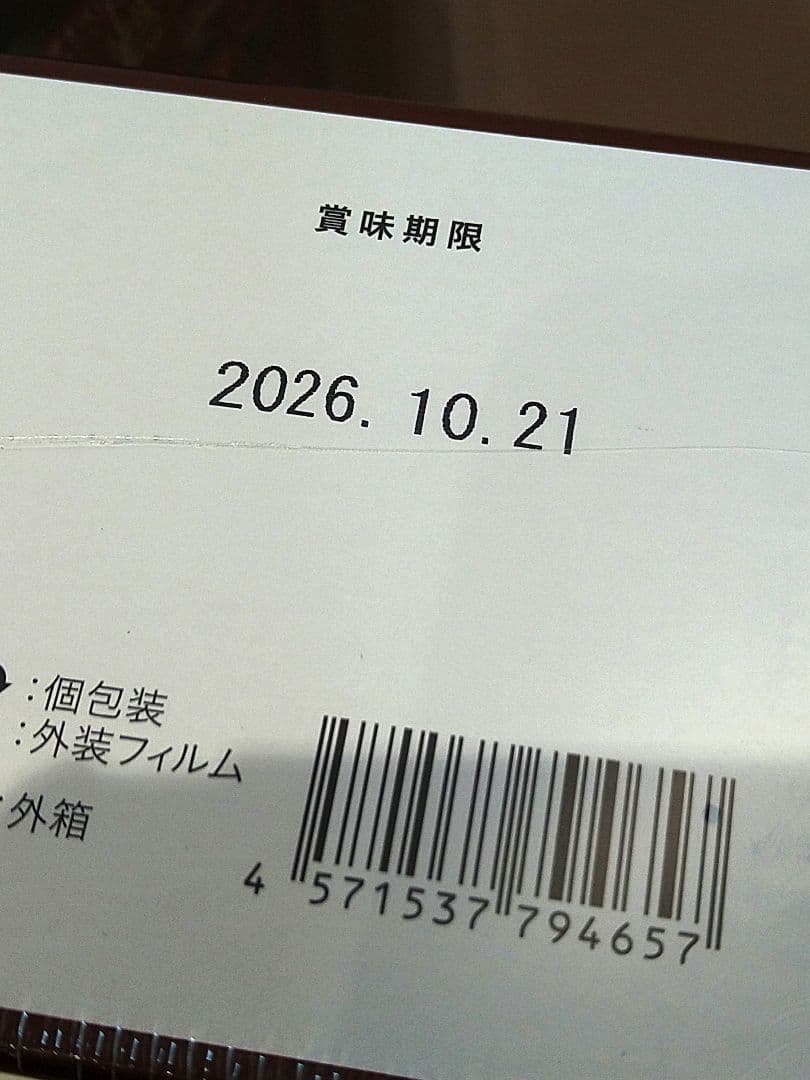 賞味期限
2026. 10. 21
:個包装
:外装フィルム
:外箱
4 571537 794657